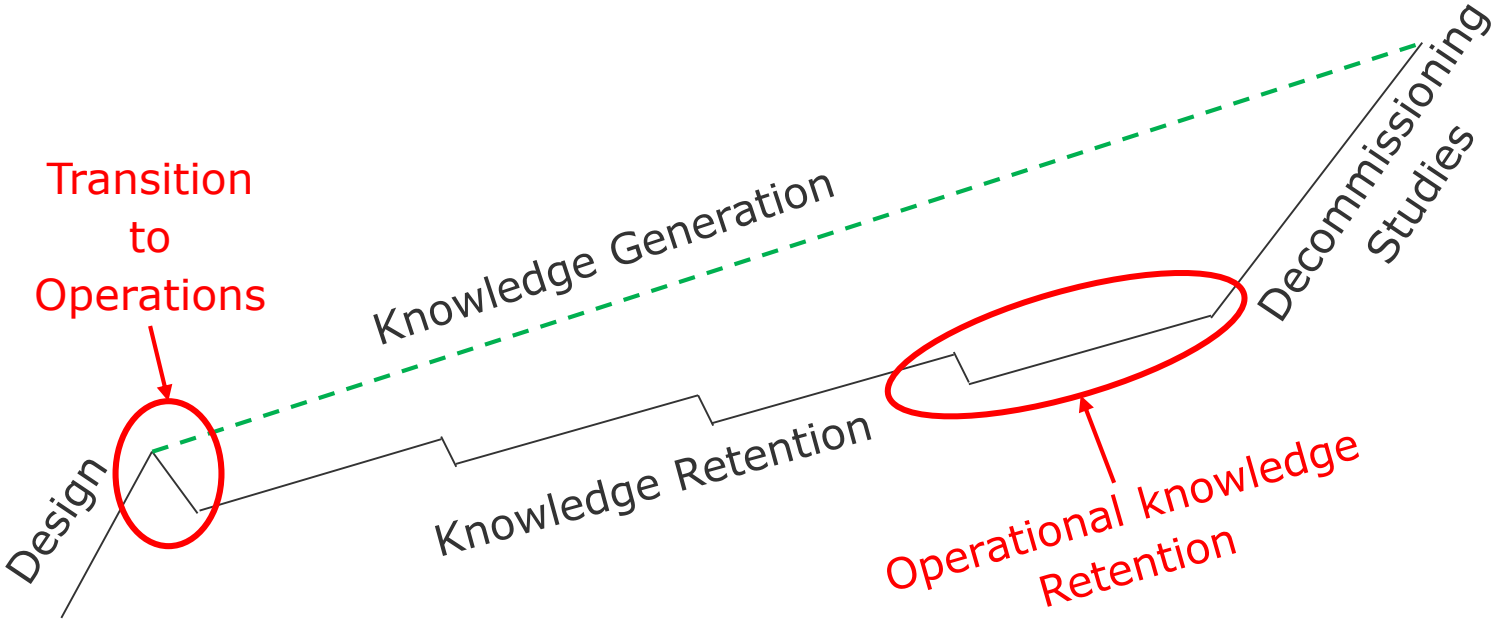 Transition
to
Operations
Design
Knowledge Generation
Knowledge Retention
Operational knowledge
Retention
Decommissioning
Studies